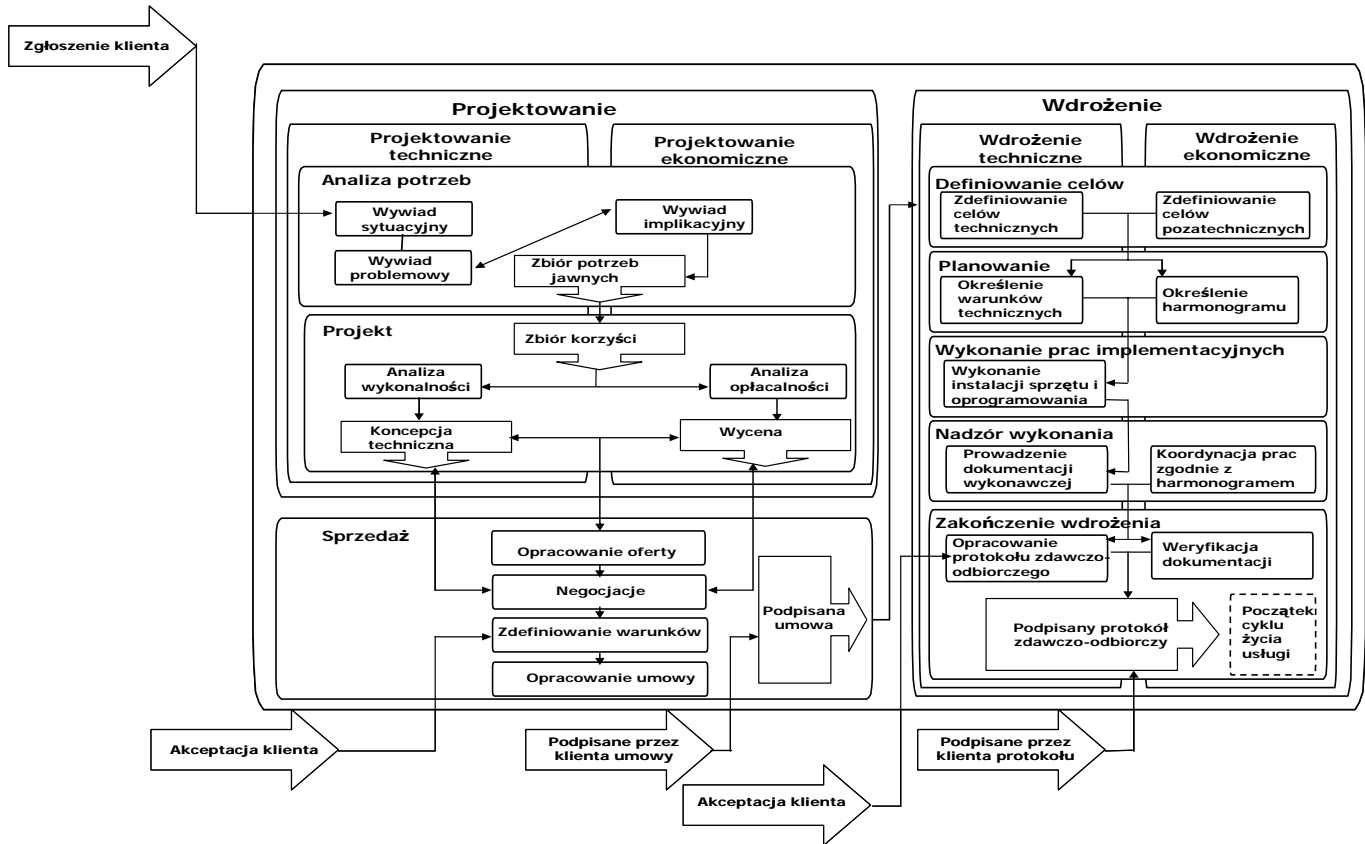 Zgłoszenie klienta
Projektowanie
Projektowanie
techniczne
Projektowanie
ekonomiczne
Analiza potrzeb
Wywiad
sytuacyjny
Wywiad
implikacyjny
Wywiad
problemowy
Zbiór potrzeb
jawnych
Projekt
Zbiór korzyści
Analiza
wykonalności
Analiza
opłacalności
Koncepcja
techniczna
Wycena
Sprzedaż
Opracowanie oferty
Negocjacje
Zdefiniowanie warunków
Opracowanie umowy
Podpisana
umowa
Wdrożenie
Wdrożenie
techniczne
Wdrożenie
ekonomiczne
Definiowanie celów
Zdefiniowanie
celów
technicznych
Zdefiniowanie
celów
pozatechnicznych
Planowanie
Określenie
warunków
technicznych
Określenie
harmonogramu
Wykonanie prac implementacyjnych
Wykonanie
instalacji sprzętu i
oprogramowania
Nadzór wykonania
Prowadzenie
dokumentacji
wykonawczej
Koordynacja prac
zgodnie z
harmonogramem
Zakończenie wdrożenia
Opracowanie
protokołu zdawczo-
odbiorczego
Weryfikacja
dokumentacji
Podpisany protokół
zdawczo-odbiorczy
Początek
cyklu
życia
usługi
Akceptacja klienta
Podpisane przez
klienta umowy
Akceptacja klienta
Podpisane przez
klienta protokołu